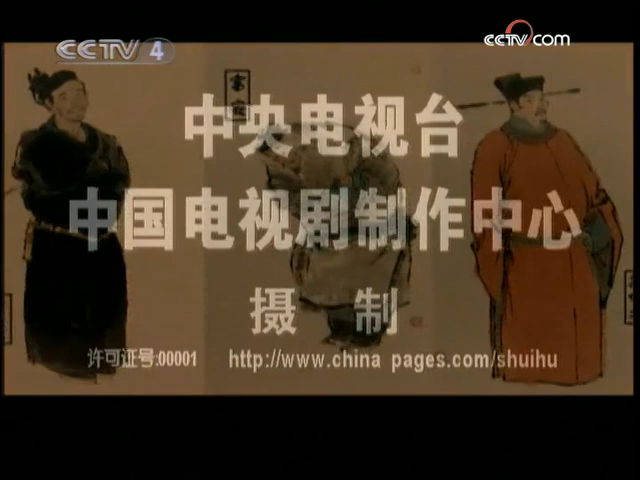 CCTV 4
CCTV.com
中央电视台
中国电视剧制作中心
摄 制
许可证号:00001 http://www.china pages.com/shuihu